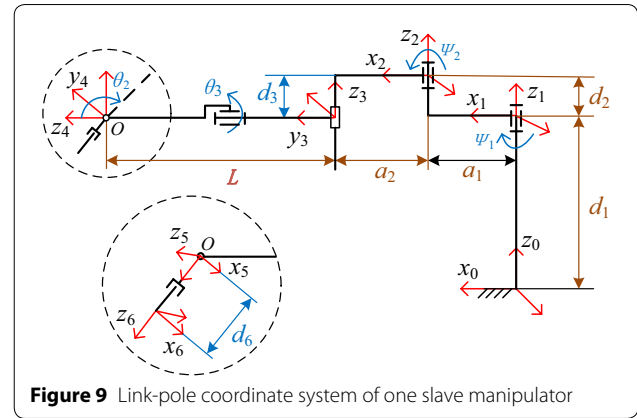 z₂ Ψ₂
y₄ θ₂
θ₃
x₂
d₃
z₃
x₁
z₁
d₂
z₄ O
y₃
Ψ₁
L
a₂
a₁
d₁
z₅ O
x₅
z₀
x₀
z₆
x₆
d₆
Figure 9 Link-pole coordinate system of one slave manipulator